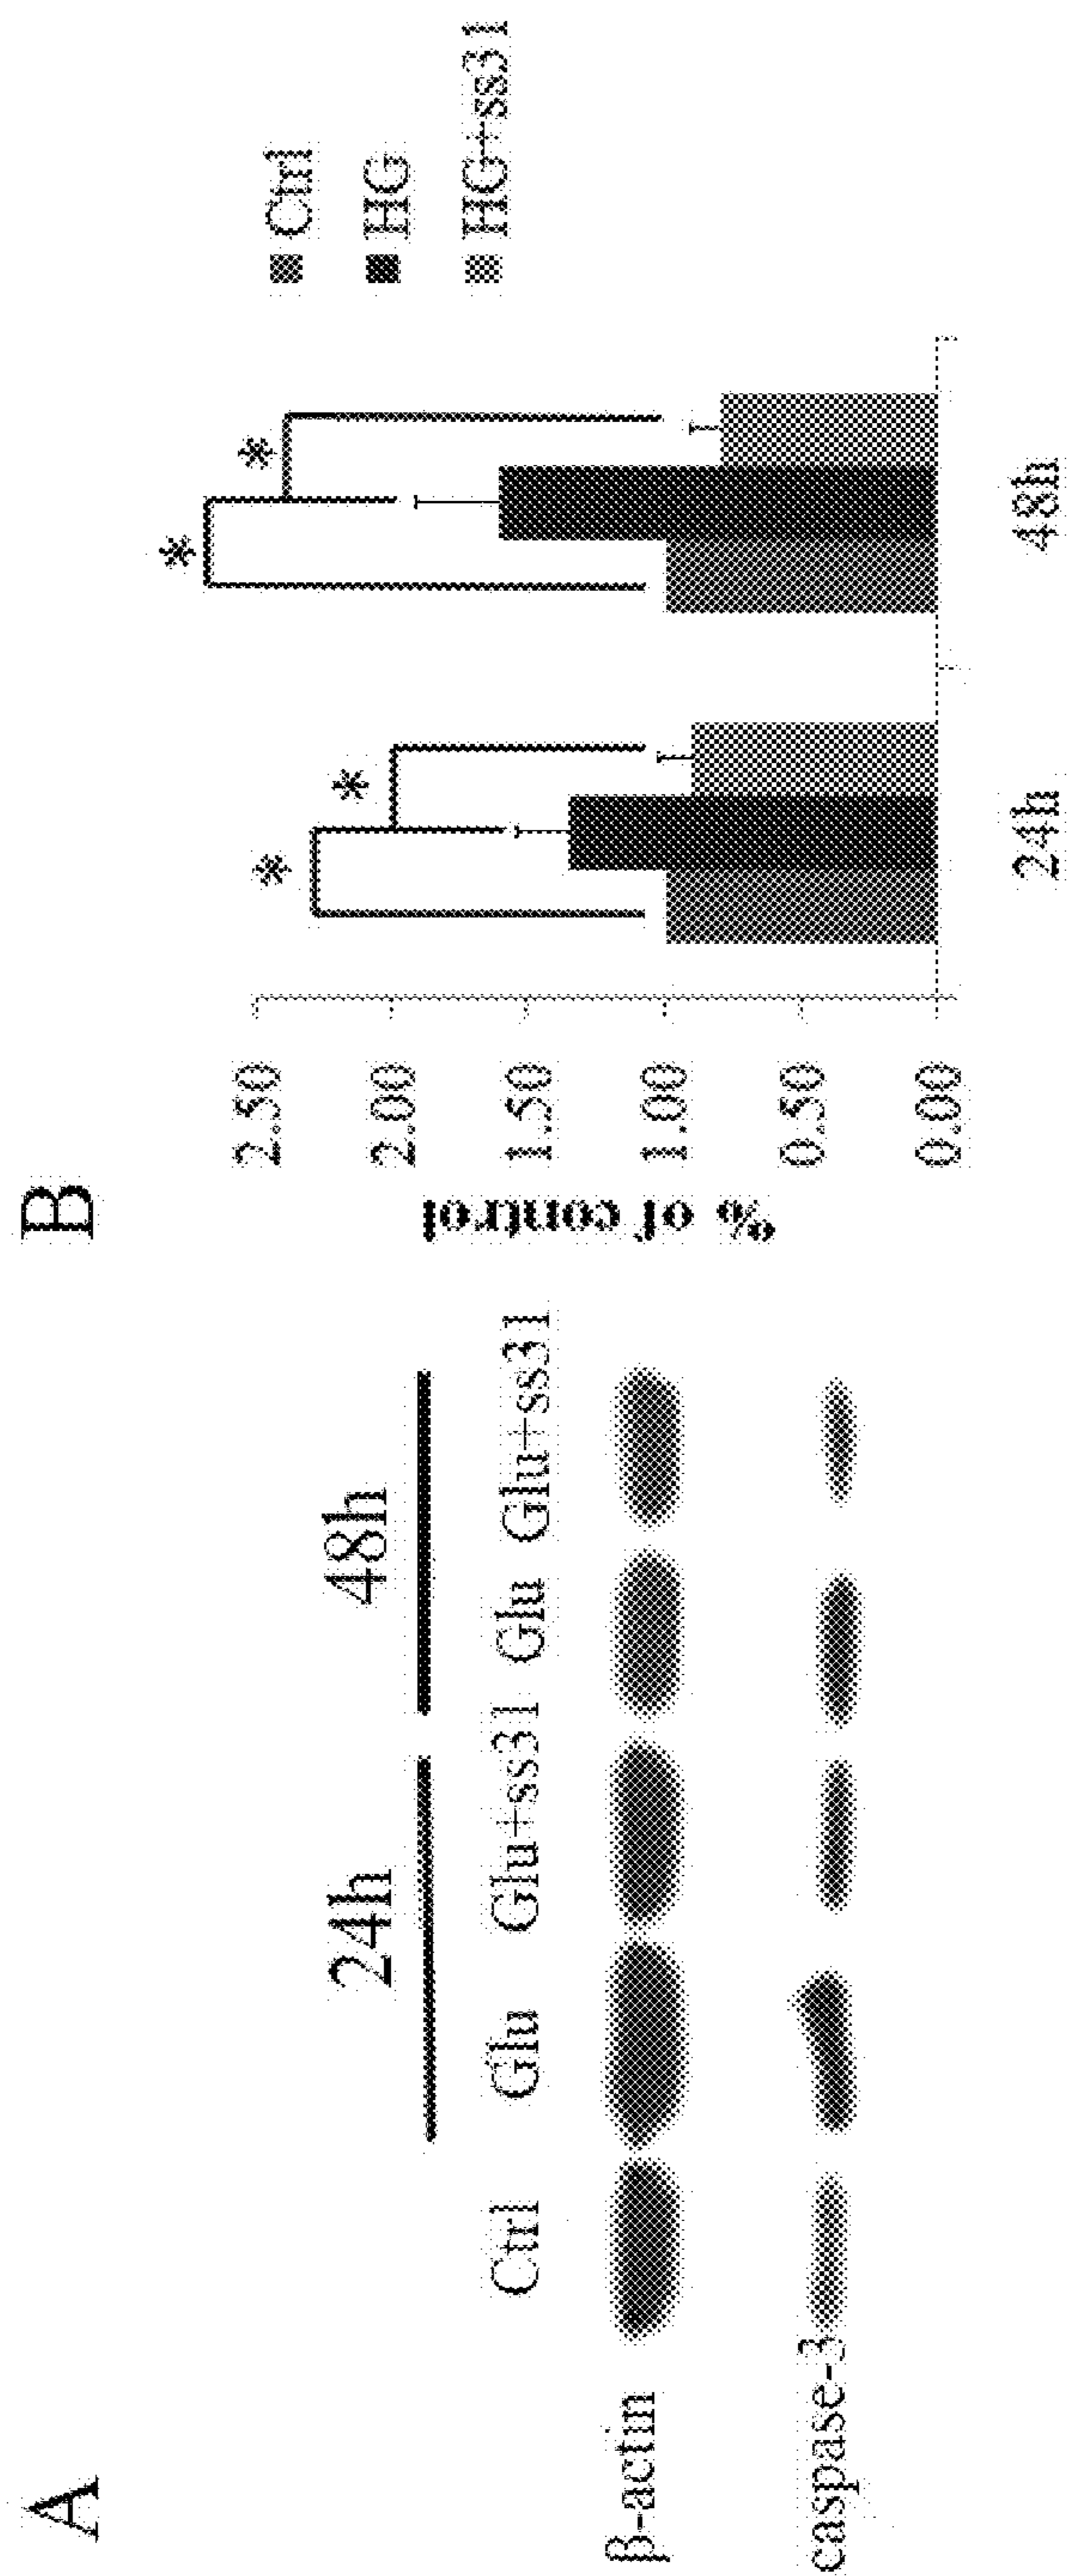 A
24h 48h
Ctrl Glu Glu+ss31 Glu Glu+ss31
β-actin
caspase-3
B
% of control
2.50
2.00
1.50
1.00
0.50
0.00
* * * *
24h 48h
Ctrl
HG
HG+ss31